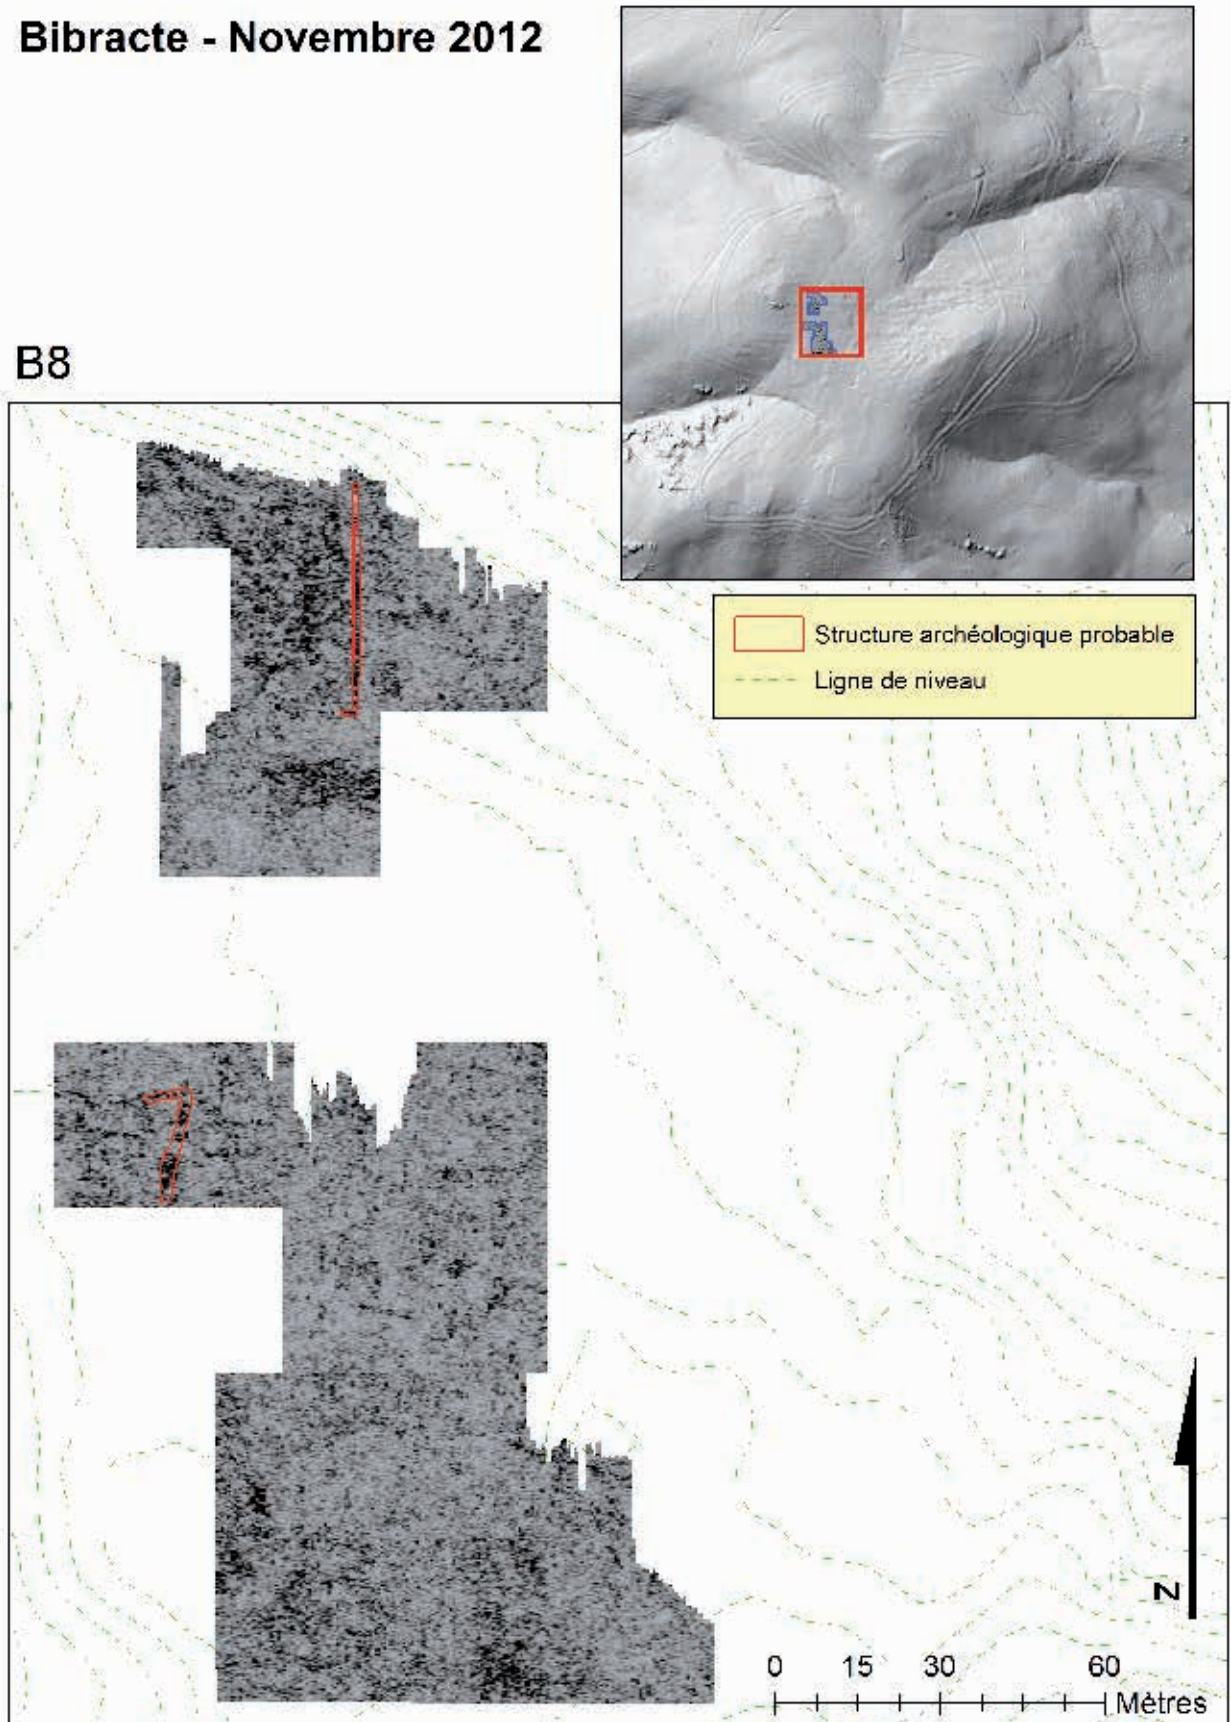 Bibracte - Novembre 2012
B8
Structure archéologique probable
Ligne de niveau
N
0 15 30 60
Mètres